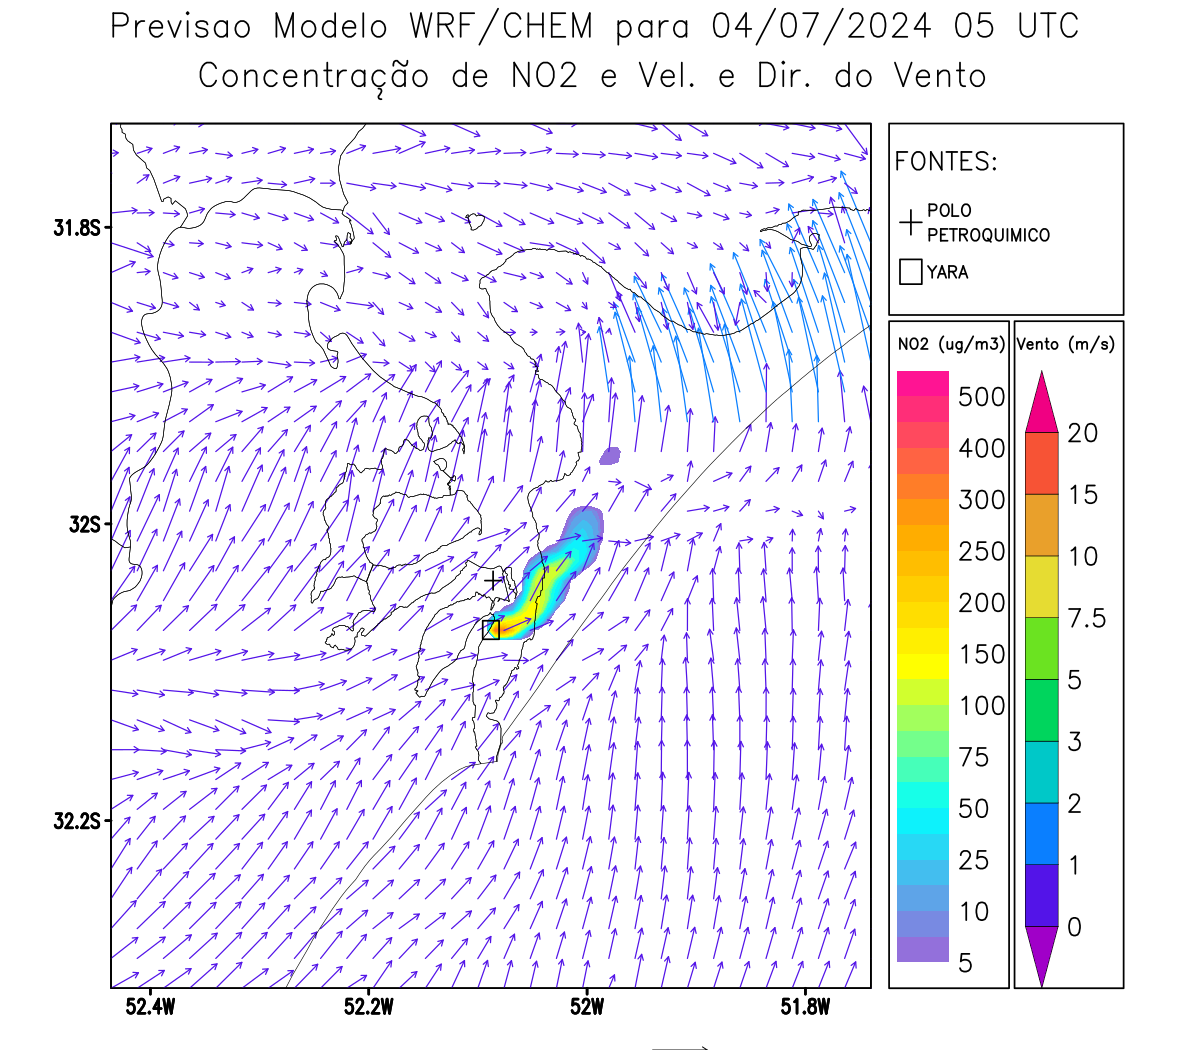 Previsao Modelo WRF/CHEM para 04/07/2024 05 UTC
Concentração de NO2 e Vel. e Dir. do Vento
FONTES:
POLO
PETROQUIMICO
YARA
NO2 (ug/m3)
500
400
300
250
200
150
100
75
50
25
10
5
Vento (m/s)
20
15
10
7.5
5
3
2
1
0
31.8S
32S
32.2S
52.4W
52.2W
52W
51.8W